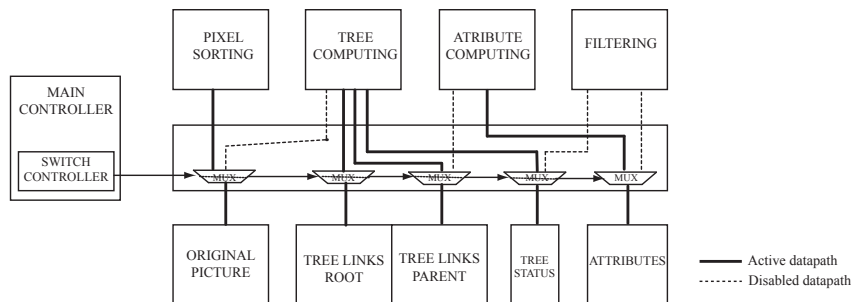 PIXEL
SORTING
TREE
COMPUTING
ATRIBUTE
COMPUTING
FILTERING
MAIN
CONTROLLER
SWITCH
CONTROLLER
MUX
MUX
MUX
MUX
MUX
ORIGINAL
PICTURE
TREE LINKS
ROOT
TREE LINKS
PARENT
TREE
STATUS
ATTRIBUTES
Active datapath
Disabled datapath